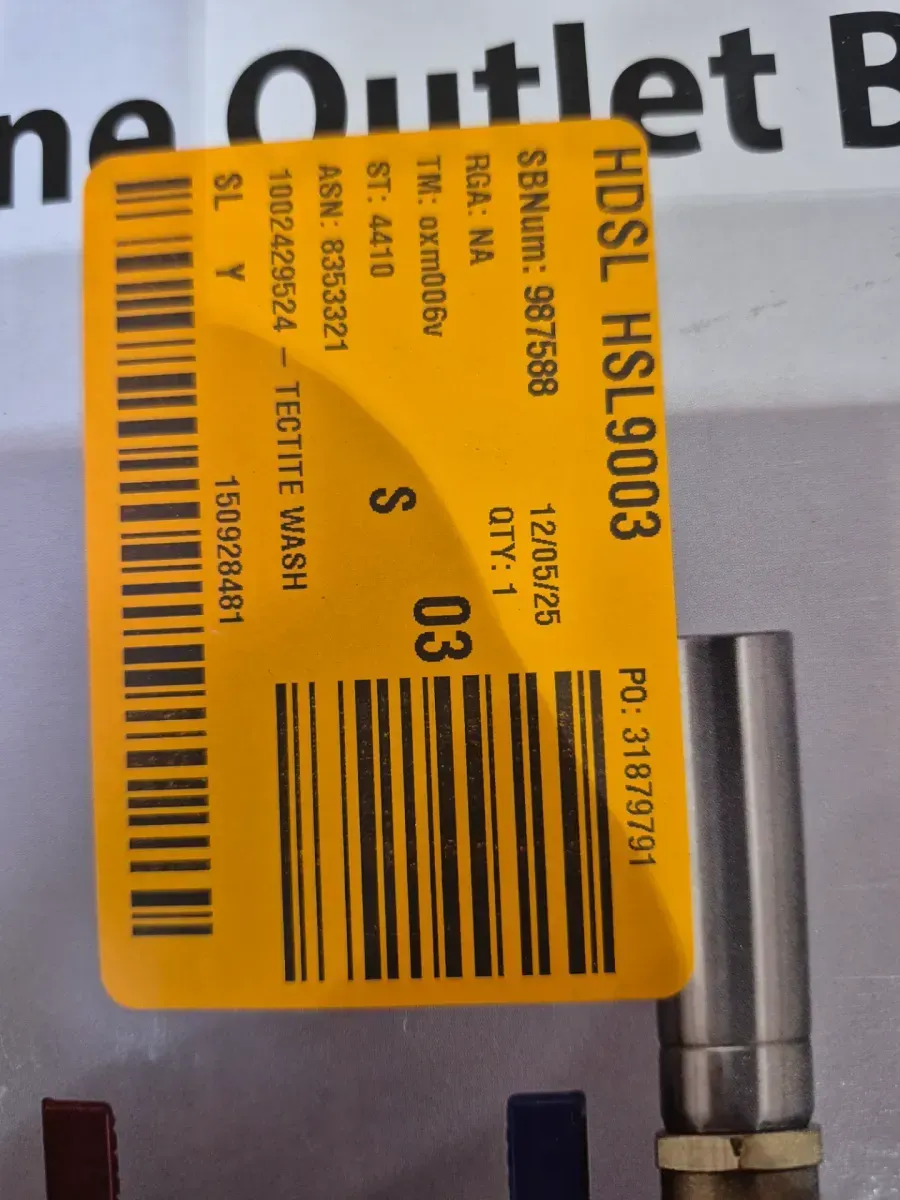 ne Outlet B
HDSL HSL9003
PO: 31879791
SBNum: 987588
12/05/25
RGA: NA
QTY: 1
TM: oxm006v
03
ST: 4410
S
ASN: 8353321
1002429524 - TECTITE WASH
SL Y
150928481